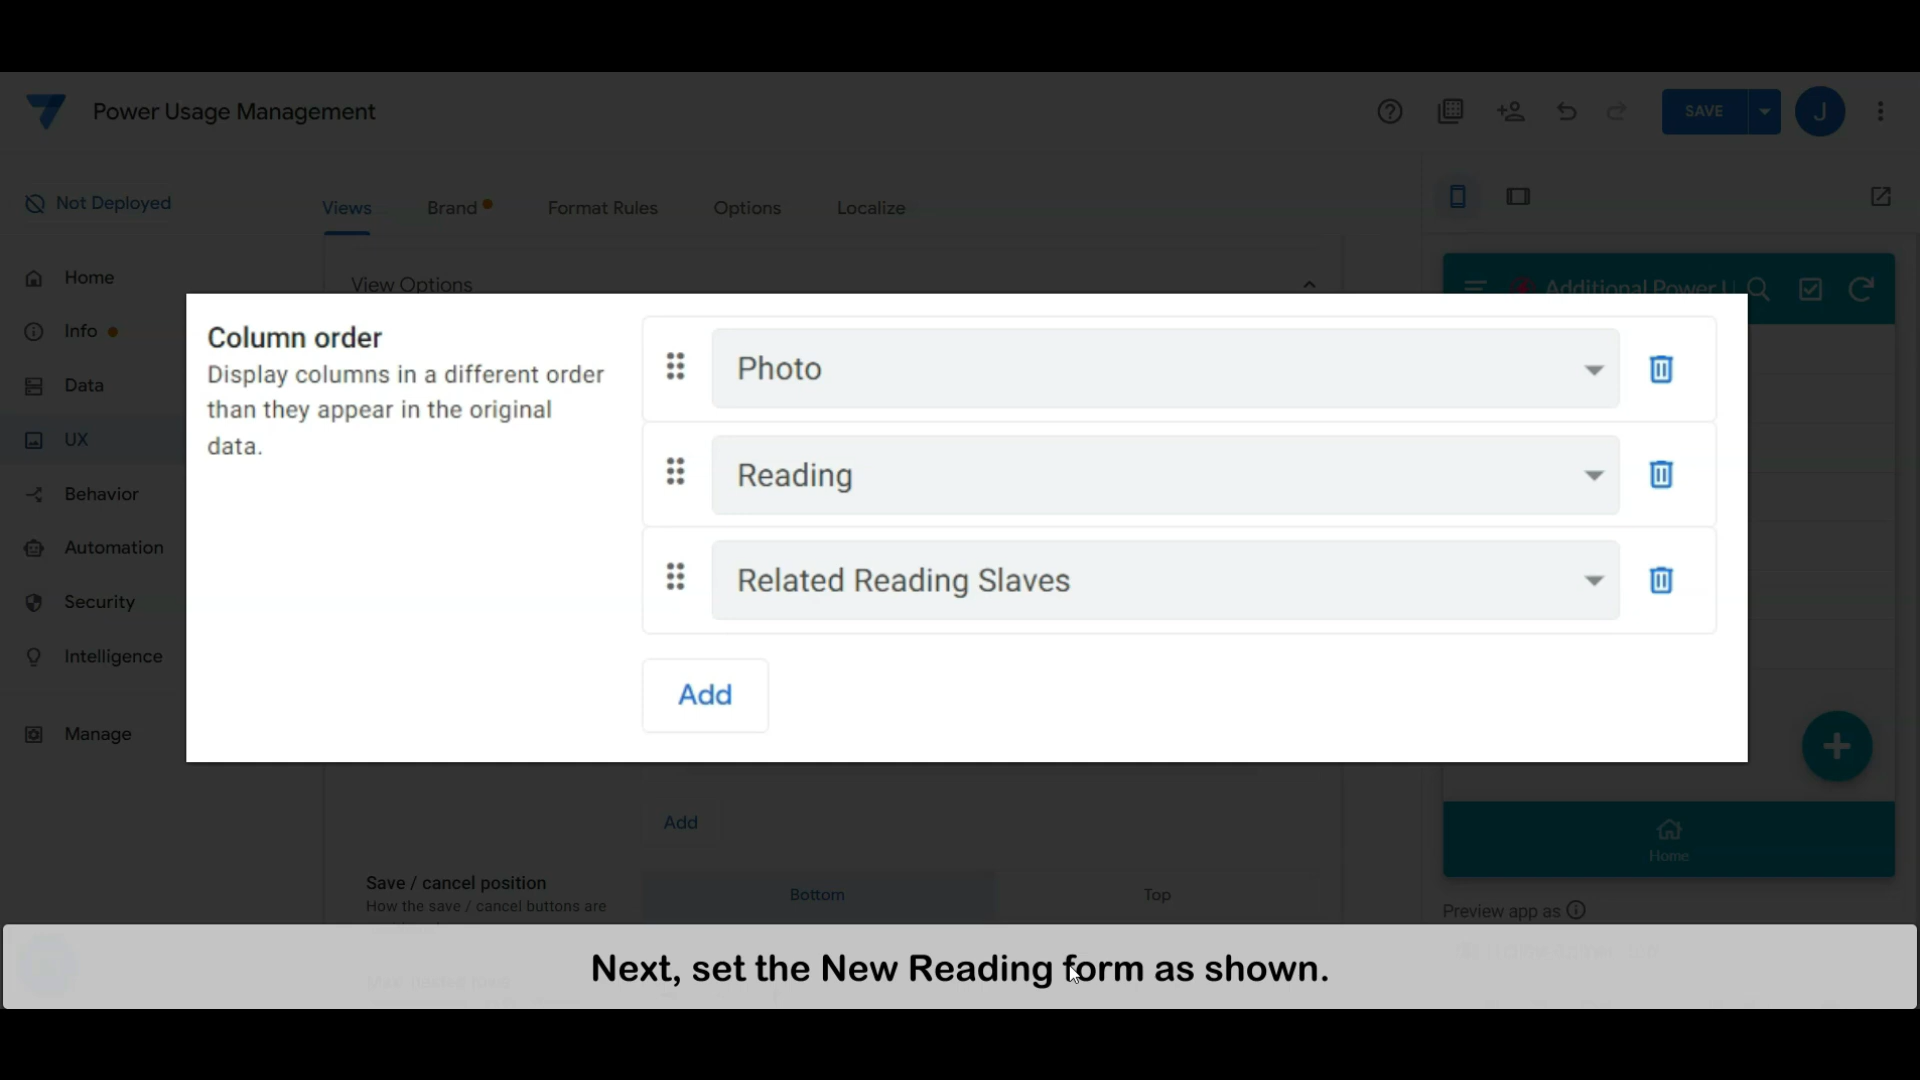 Power Usage Management
SAVE
J
Not Deployed
Views
Brand
Format Rules
Options
Localize
Home
View Options
Additional Power U
Info
Data
UX
Behavior
Automation
Security
Intelligence
Manage
Column order
Display columns in a different order
than they appear in the original
data.
Photo
Reading
Related Reading Slaves
Add
Add
Home
Save / cancel position
How the save / cancel buttons are
Bottom
Top
Preview app as
Next, set the New Reading form as shown.